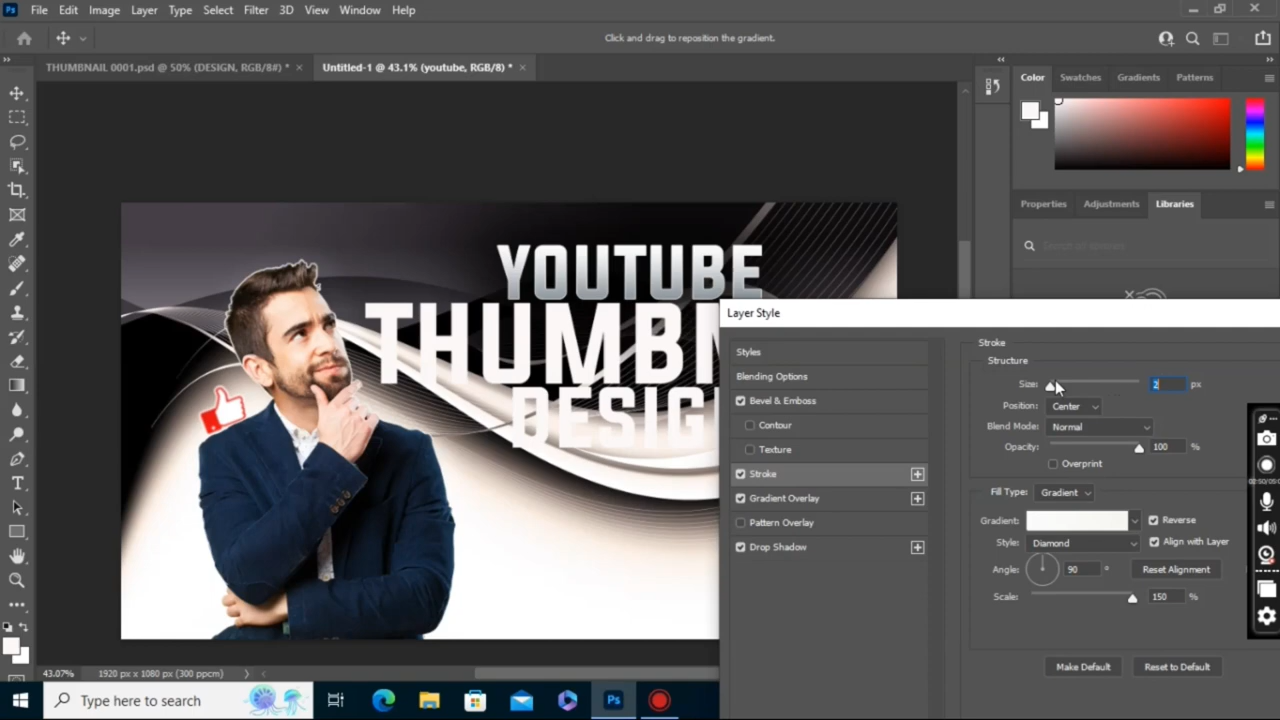 Ps File Edit Image Layer Type Select Filter 3D View Window Help
Click and drag to reposition the gradient.
THUMBNAIL 0001.psd @ 50% (DESIGN, RGB/8#) * × Untitled-1 @ 43.1% (youtube, RGB/8) * ×
Color Swatches Gradients Patterns
Properties Adjustments Libraries
YOUTUBE
THUMBN
DESIG
Layer Style
Styles
Blending Options
Bevel & Emboss
Contour
Texture
Stroke
Gradient Overlay
Pattern Overlay
Drop Shadow
Stroke
Structure
Size: 2 px
Position: Center
Blend Mode: Normal
Opacity: 100 %
Overprint
Fill Type: Gradient
Gradient: Reverse
Style: Diamond Align with Layer
Angle: 90 ° Reset Alignment
Scale: 150 %
Make Default Reset to Default
43.07% 1920 px x 1080 px (300 ppcm)
Type here to search
Ps